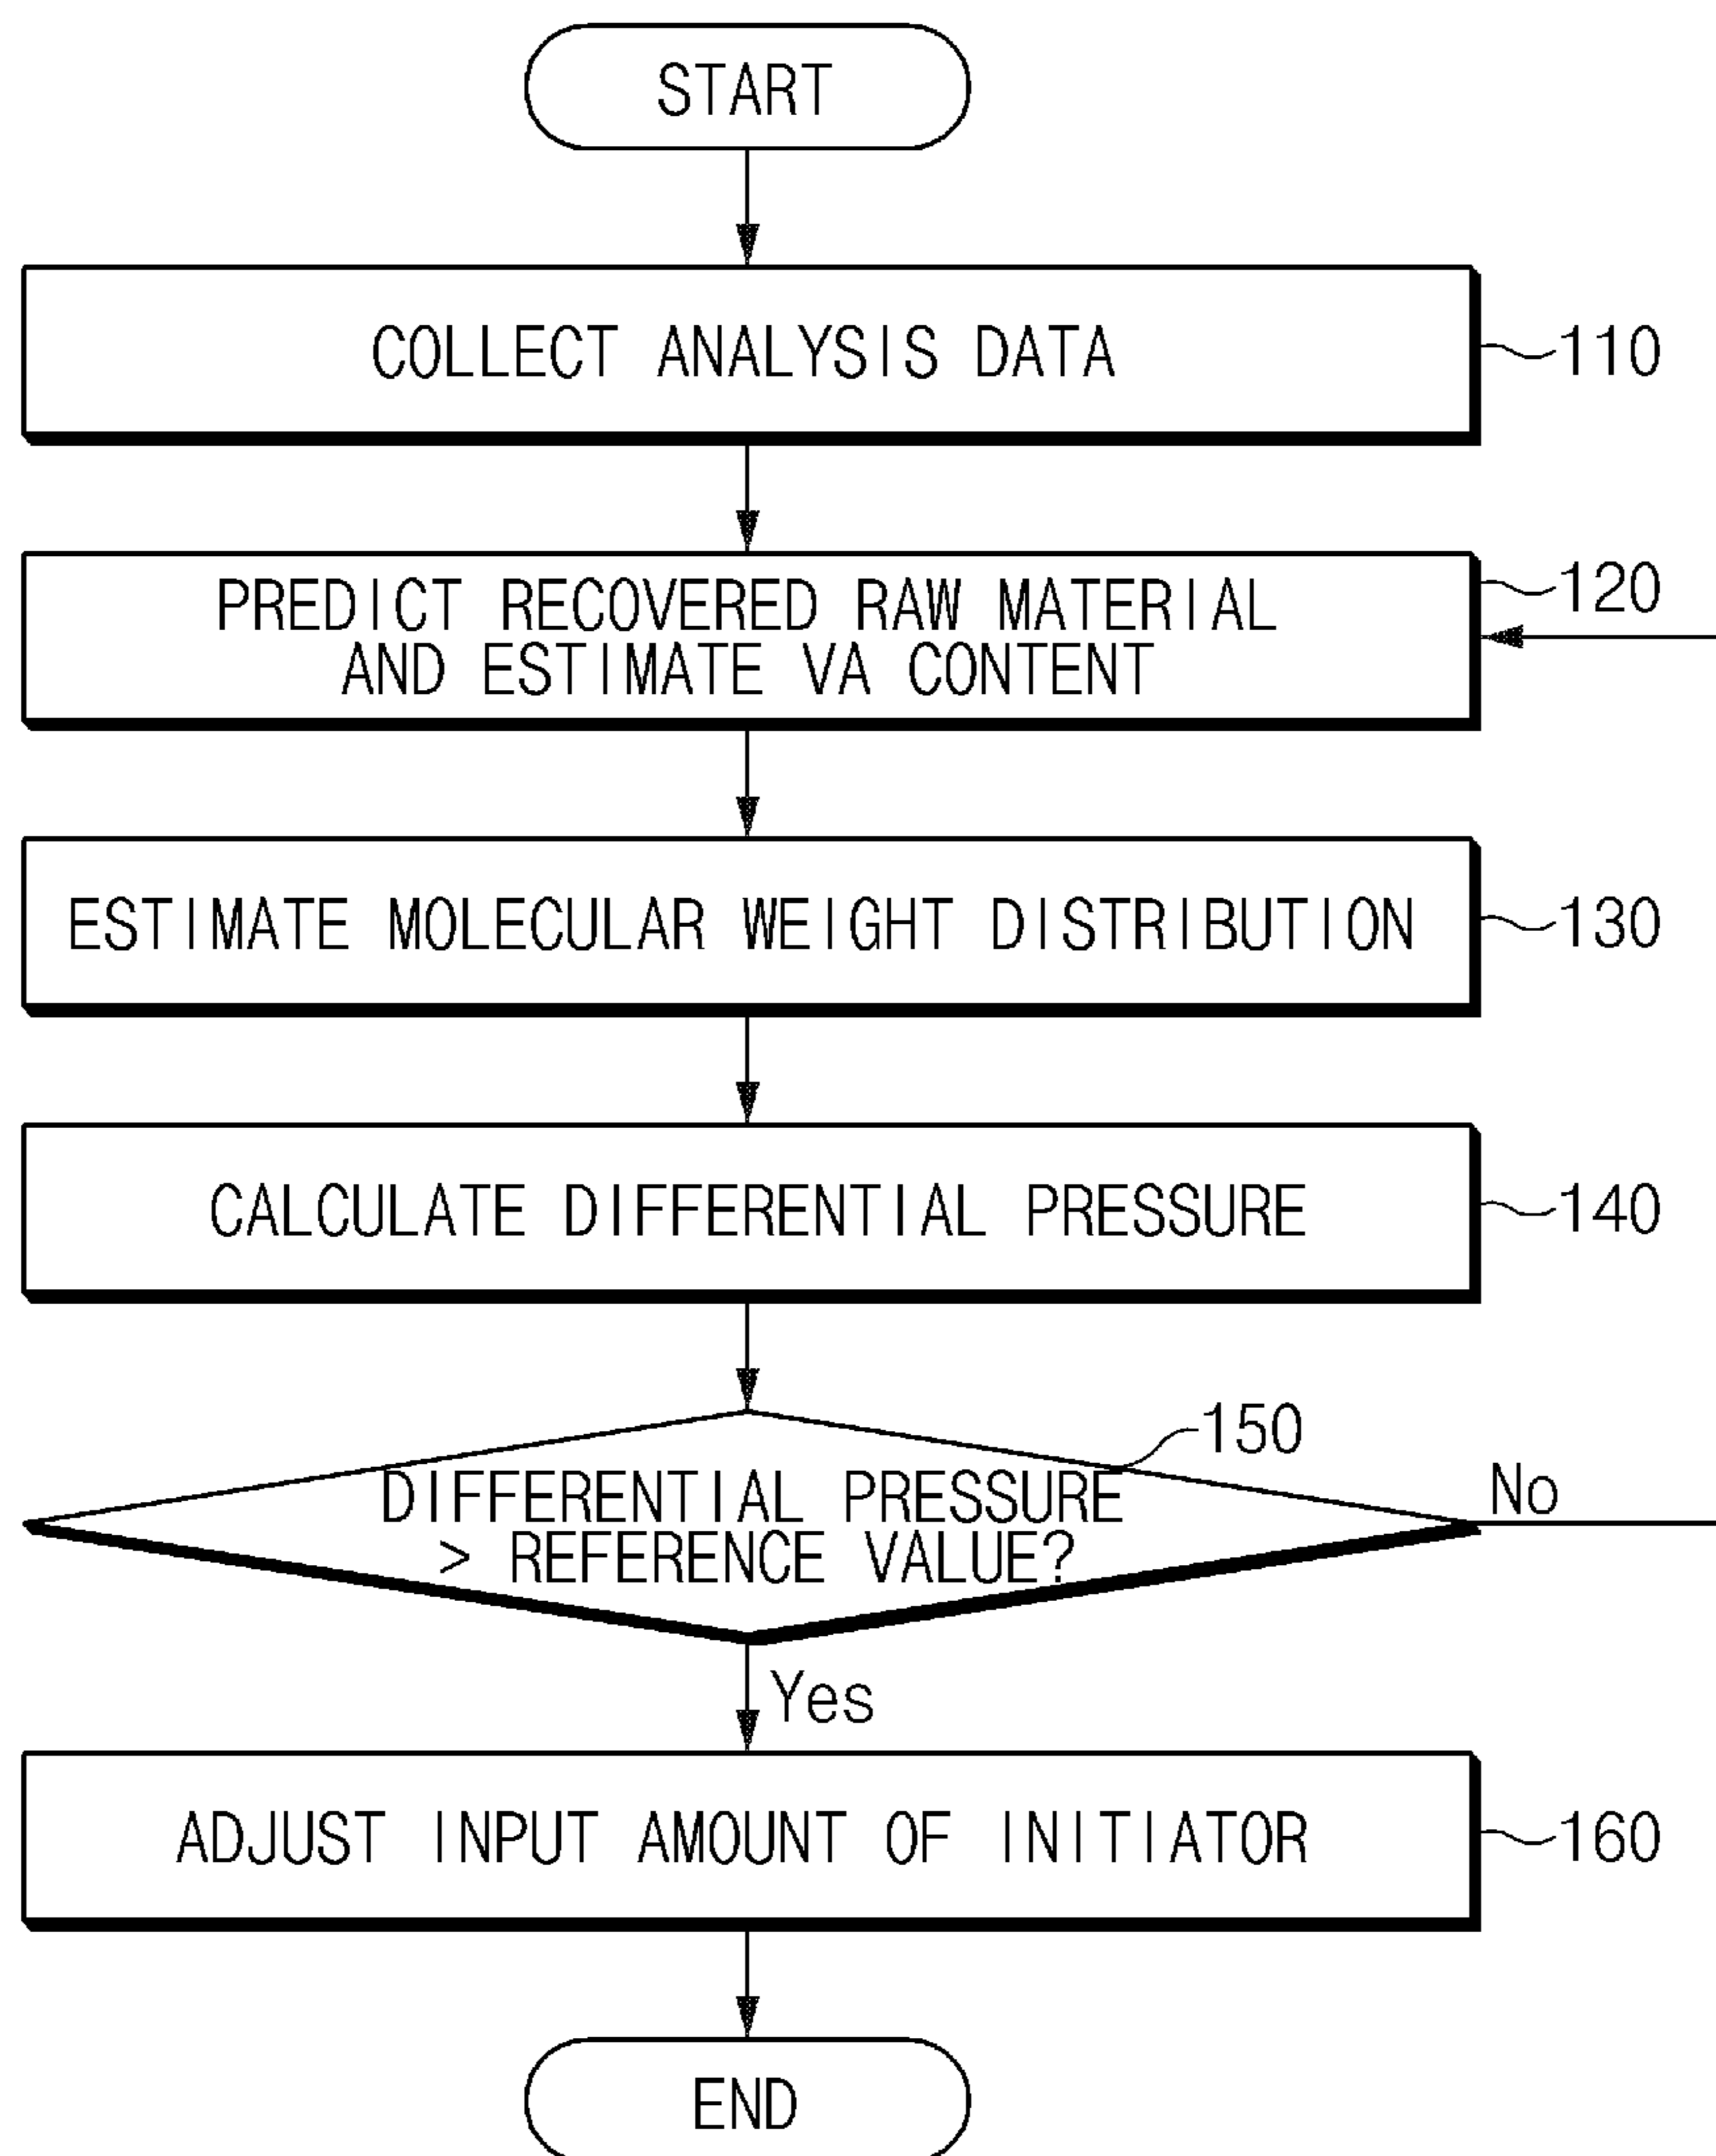 START
COLLECT ANALYSIS DATA
110
PREDICT RECOVERED RAW MATERIAL
AND ESTIMATE VA CONTENT
120
ESTIMATE MOLECULAR WEIGHT DISTRIBUTION
130
CALCULATE DIFFERENTIAL PRESSURE
140
150
DIFFERENTIAL PRESSURE
> REFERENCE VALUE?
No
Yes
ADJUST INPUT AMOUNT OF INITIATOR
160
END